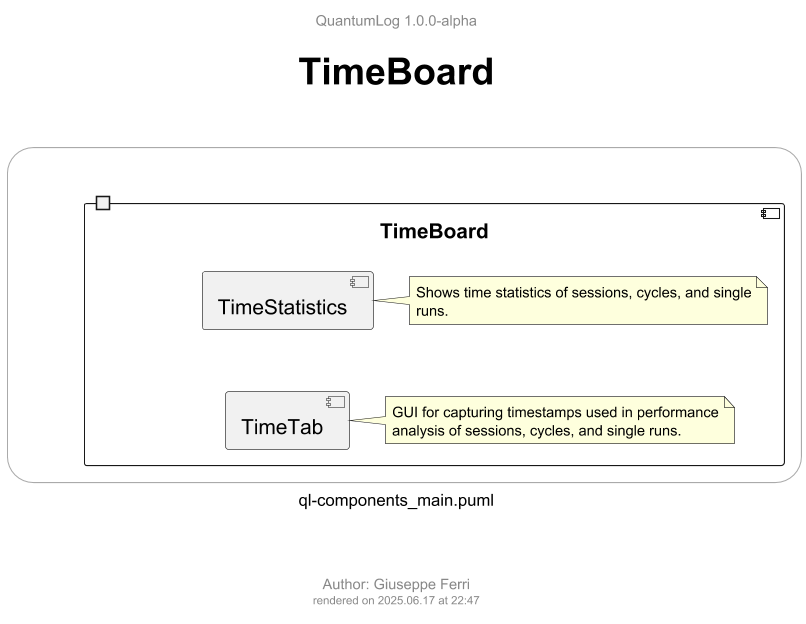 QuantumLog 1.0.0-alpha
TimeBoard
TimeBoard
TimeStatistics
Shows time statistics of sessions, cycles, and single
runs.
TimeTab
GUI for capturing timestamps used in performance
analysis of sessions, cycles, and single runs.
ql-components_main.puml
Author: Giuseppe Ferri
rendered on 2025.06.17 at 22:47